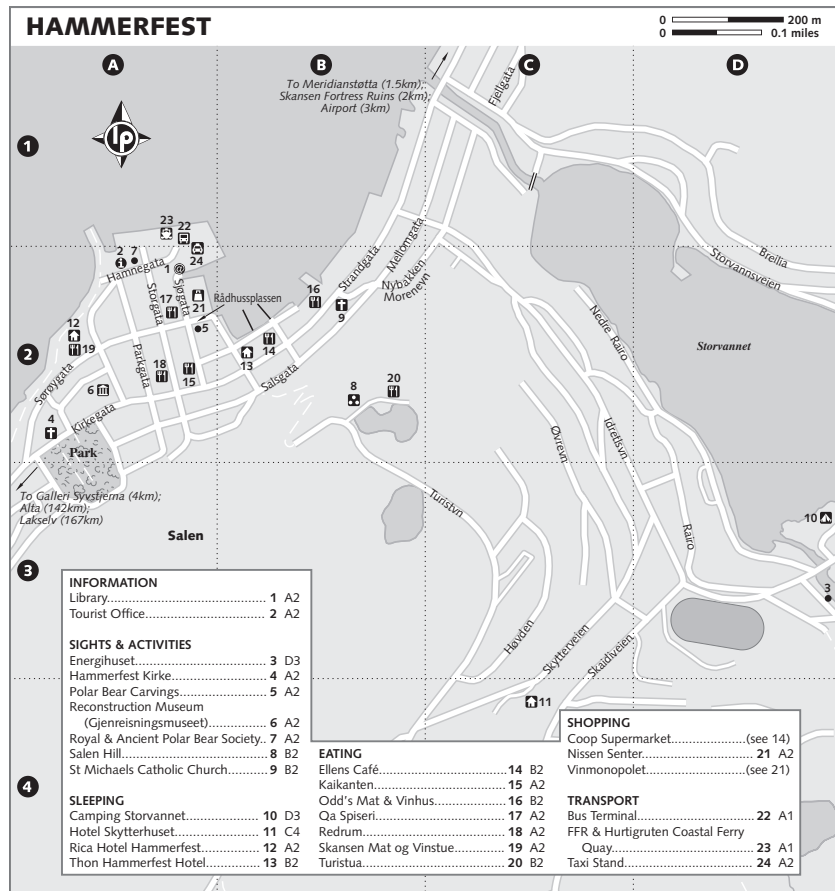 HAMMERFEST
0 200 m
0 0.1 miles
A
B
C
D
To Meridianstøtta (1.5km);
Skansen Fortress Ruins (2km);
Airport (3km)
Fjellgata
lp
1
23
22
2 7
24
1 @
Hamnegata
Sjøgata
Storgata
Strandgata
Mellomgata
Nybakken
Morenevn
Storvannsveien
Breilia
16
9
17
21
Rådhussplassen
5
12
19
2
14
13
Parkgata
18
15
Salsgata
Sørøygata
6
Kirkegata
4
Park
8
20
Nedre Rairo
Storvannet
Øvrevn
Idretlsvn
To Galleri Syvstjerna (4km);
Alta (142km);
Lakselv (167km)
Turistvn
Salen
Rairo
10
3
3
Høvden
Skytterveien
Skaidiveien
11
4
INFORMATION
Library.......................................... 1 A2
Tourist Office............................... 2 A2
SIGHTS & ACTIVITIES
Energihuset.................................. 3 D3
Hammerfest Kirke........................ 4 A2
Polar Bear Carvings...................... 5 A2
Reconstruction Museum
(Gjenreisningsmuseet)............... 6 A2
Royal & Ancient Polar Bear Society.. 7 A2
Salen Hill...................................... 8 B2
St Michaels Catholic Church......... 9 B2
SLEEPING
Camping Storvannet................... 10 D3
Hotel Skytterhuset...................... 11 C4
Rica Hotel Hammerfest............... 12 A2
Thon Hammerfest Hotel.............. 13 B2
EATING
Ellens Café.................................. 14 B2
Kaikanten.................................... 15 A2
Odd's Mat & Vinhus................... 16 B2
Qa Spiseri................................... 17 A2
Redrum....................................... 18 A2
Skansen Mat og Vinstue............. 19 A2
Turistua....................................... 20 B2
SHOPPING
Coop Supermarket................(see 14)
Nissen Senter.......................... 21 A2
Vinmonopolet.......................(see 21)
TRANSPORT
Bus Terminal........................... 22 A1
FFR & Hurtigruten Coastal Ferry
Quay..................................... 23 A1
Taxi Stand............................... 24 A2